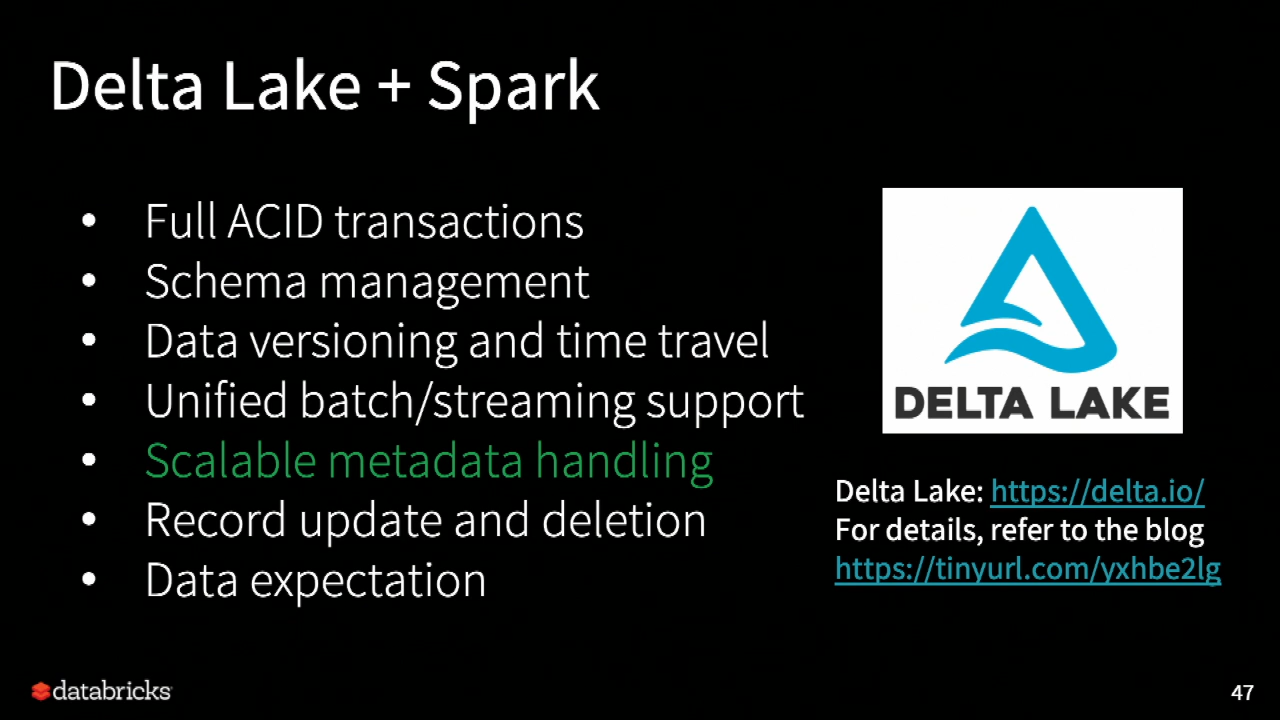 Delta Lake + Spark
• Full ACID transactions
• Schema management
• Data versioning and time travel
• Unified batch/streaming support
• Scalable metadata handling
• Record update and deletion
• Data expectation
DELTA LAKE
Delta Lake: https://delta.io/
For details, refer to the blog
https://tinyurl.com/yxhbe2lg
databricks
47